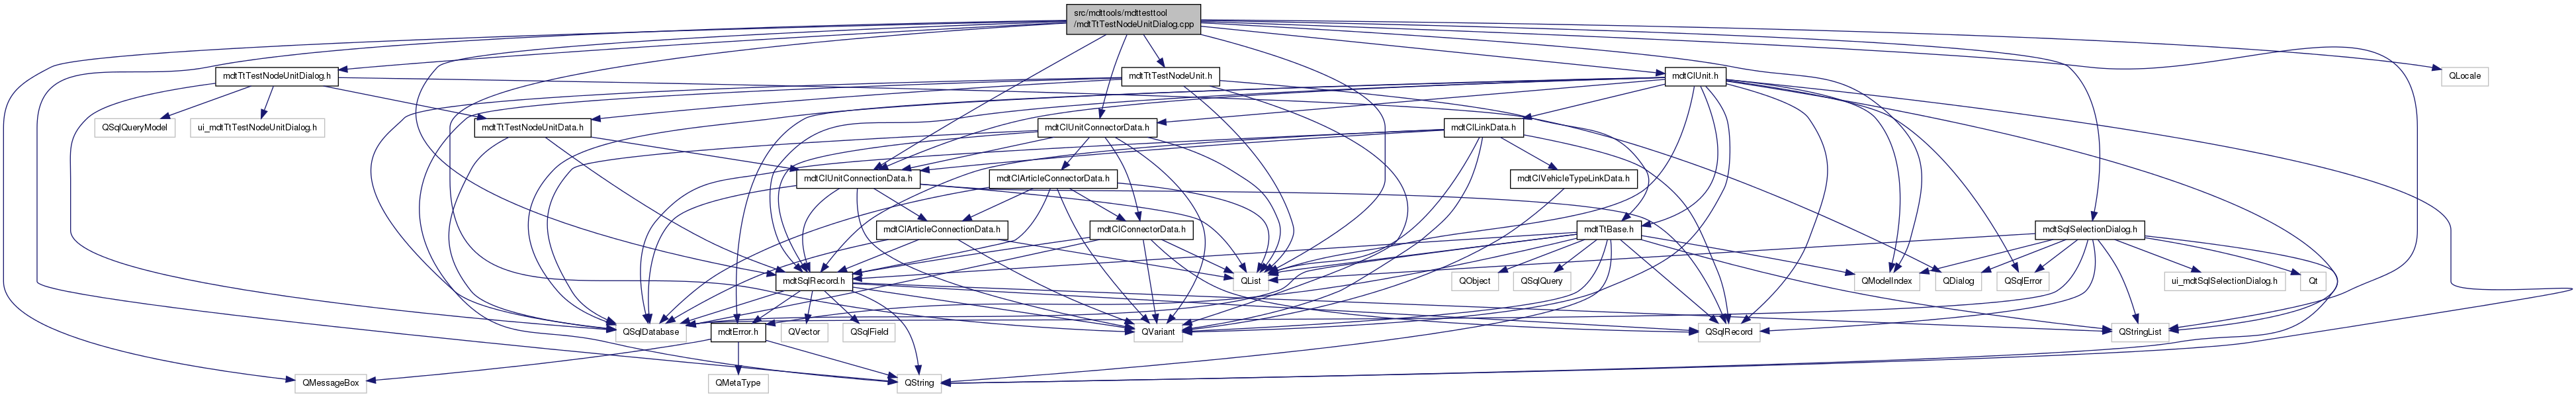 src/mdttools/mdttesttool
/mdtTtTestNodeUnitDialog.cpp
mdtTtTestNodeUnitDialog.h
mdtTtTestNodeUnit.h
mdtClUnit.h
QLocale
QSqlQueryModel
ui_mdtTtTestNodeUnitDialog.h
mdtTtTestNodeUnitData.h
mdtClUnitConnectorData.h
mdtClLinkData.h
mdtClUnitConnectionData.h
mdtClArticleConnectorData.h
mdtClVehicleTypeLinkData.h
mdtClArticleConnectionData.h
mdtClConnectorData.h
mdtTtBase.h
mdtSqlSelectionDialog.h
mdtSqlRecord.h
QList
QObject
QSqlQuery
QModelIndex
QDialog
QSqlError
ui_mdtSqlSelectionDialog.h
Qt
QSqlDatabase
mdtError.h
QVector
QSqlField
QVariant
QSqlRecord
QStringList
QMessageBox
QMetaType
QString